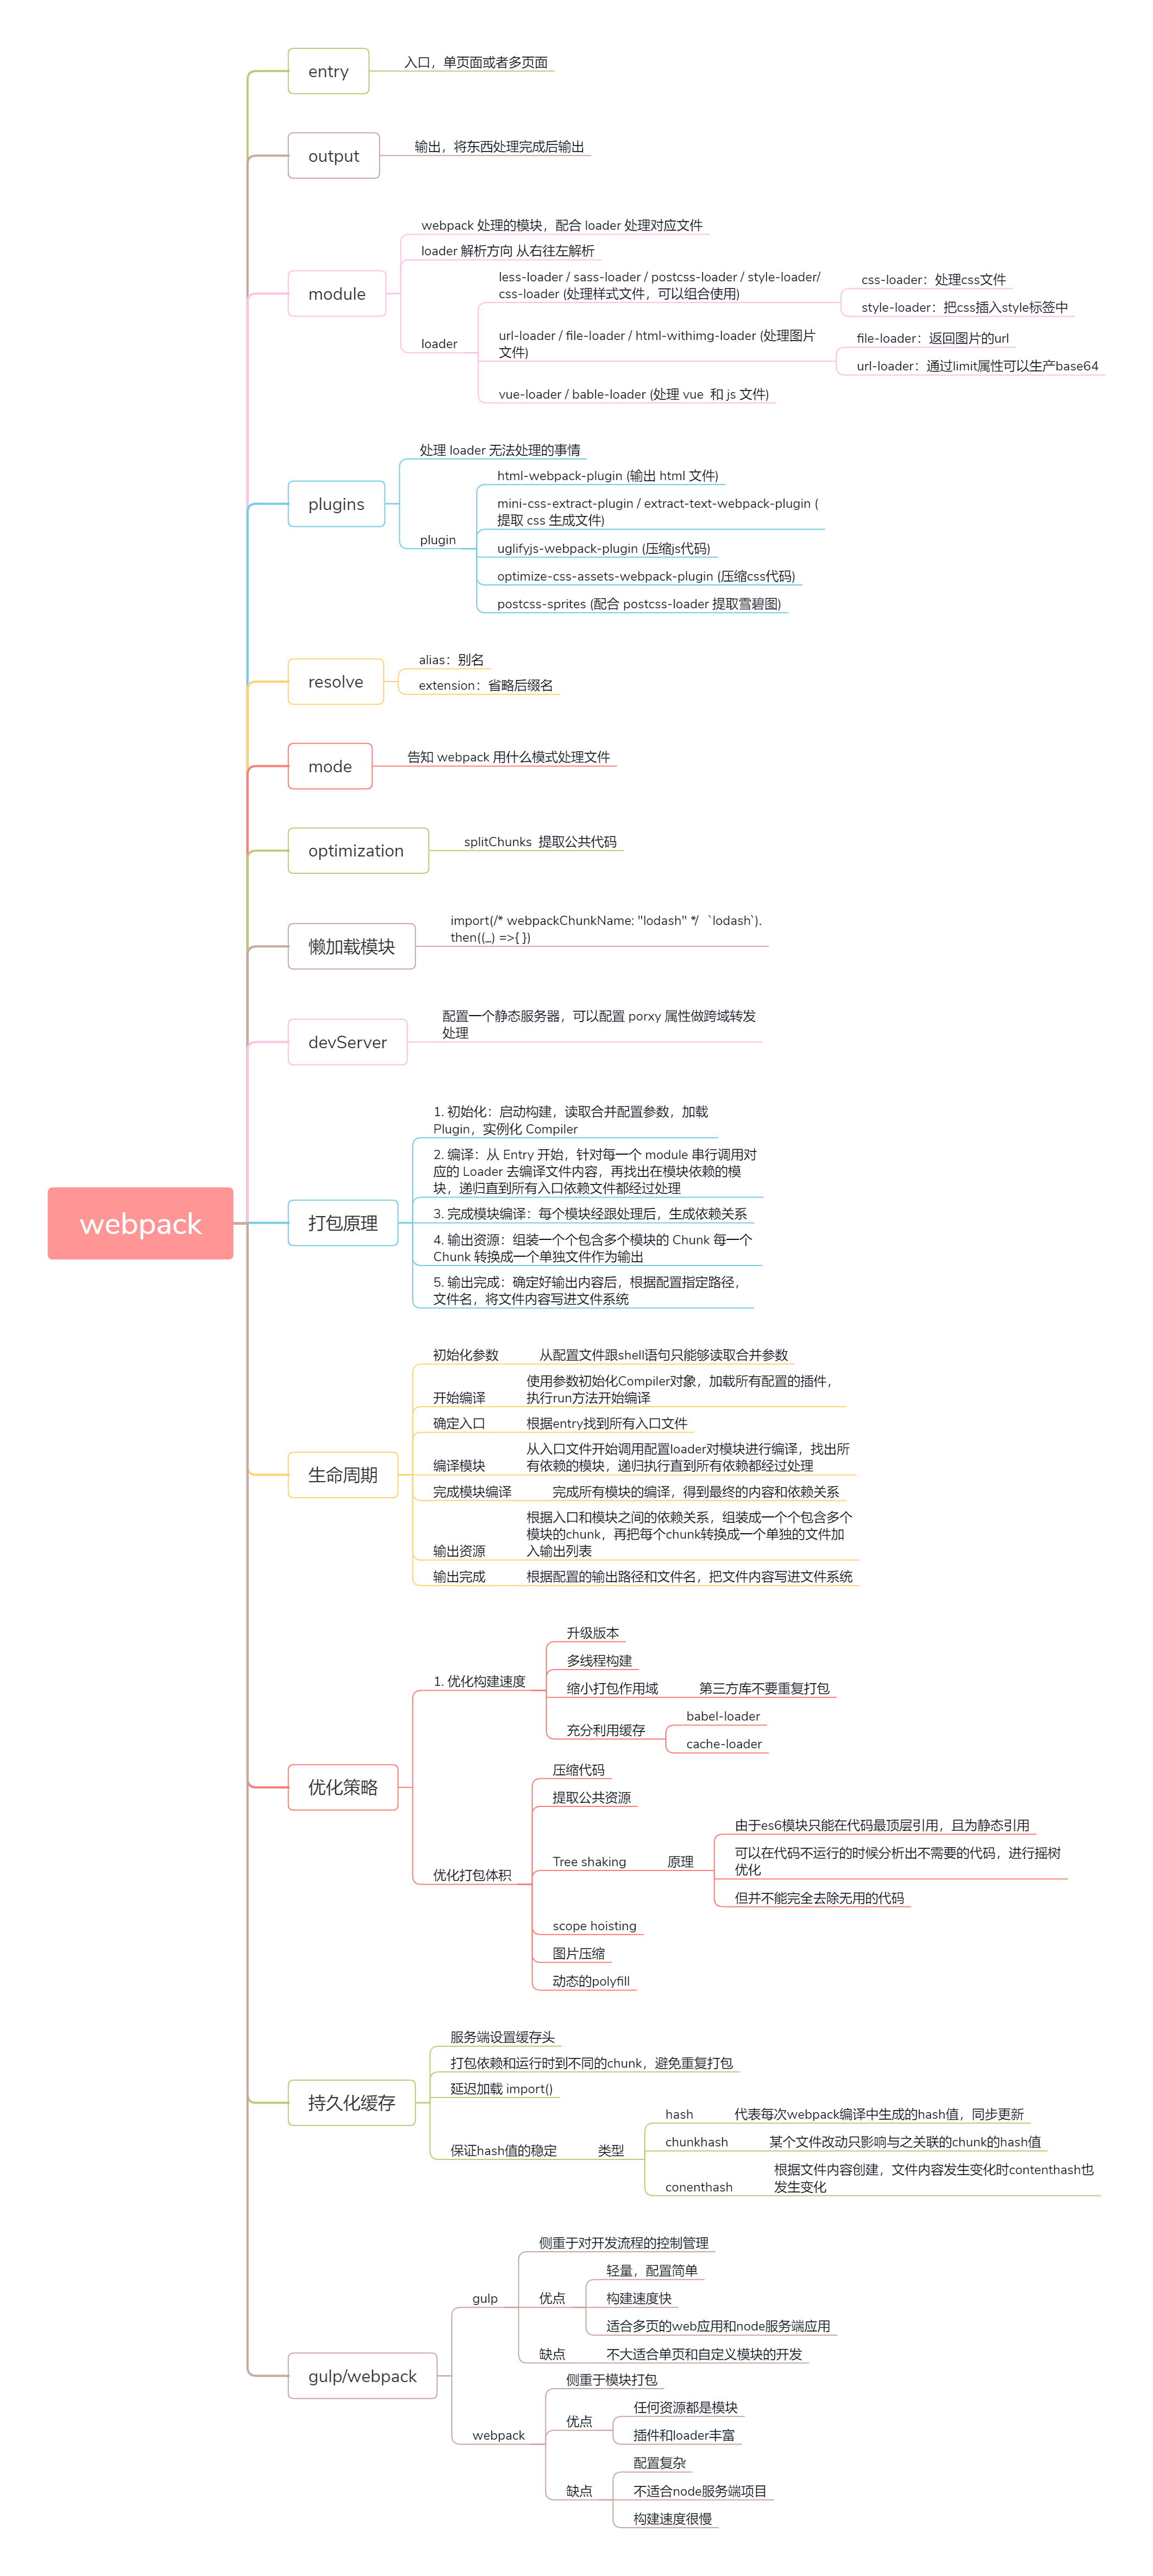 entry
入口，单页面或者多页面
output
输出，将东西处理完成后输出
module
webpack 处理的模块，配合 loader 处理对应文件
loader 解析方向 从右往左解析
loader
less-loader / sass-loader / postcss-loader / style-loader/
css-loader (处理样式文件，可以组合使用)
css-loader：处理css文件
style-loader：把css插入style标签中
url-loader / file-loader / html-withimg-loader (处理图片
文件)
file-loader：返回图片的url
url-loader：通过limit属性可以生产base64
vue-loader / bable-loader (处理 vue 和 js 文件)
plugins
处理 loader 无法处理的事情
plugin
html-webpack-plugin (输出 html 文件)
mini-css-extract-plugin / extract-text-webpack-plugin (
提取 css 生成文件)
uglifyjs-webpack-plugin (压缩js代码)
optimize-css-assets-webpack-plugin (压缩css代码)
postcss-sprites (配合 postcss-loader 提取雪碧图)
resolve
alias：别名
extension：省略后缀名
mode
告知 webpack 用什么模式处理文件
optimization
splitChunks 提取公共代码
懒加载模块
import(/* webpackChunkName: "lodash" */ `lodash`).
then((_) =>{ })
devServer
配置一个静态服务器，可以配置 porxy 属性做跨域转发
处理
webpack
打包原理
1. 初始化：启动构建，读取合并配置参数，加载
Plugin，实例化 Compiler
2. 编译：从 Entry 开始，针对每一个 module 串行调用对
应的 Loader 去编译文件内容，再找出在模块依赖的模
块，递归直到所有入口依赖文件都经过处理
3. 完成模块编译：每个模块经跟处理后，生成依赖关系
4. 输出资源：组装一个个包含多个模块的 Chunk 每一个
Chunk 转换成一个单独文件作为输出
5. 输出完成：确定好输出内容后，根据配置指定路径，
文件名，将文件内容写进文件系统
生命周期
初始化参数
从配置文件跟shell语句只能够读取合并参数
开始编译
使用参数初始化Compiler对象，加载所有配置的插件，
执行run方法开始编译
确定入口
根据entry找到所有入口文件
编译模块
从入口文件开始调用配置loader对模块进行编译，找出所
有依赖的模块，递归执行直到所有依赖都经过处理
完成模块编译
完成所有模块的编译，得到最终的内容和依赖关系
输出资源
根据入口和模块之间的依赖关系，组装成一个个包含多个
模块的chunk，再把每个chunk转换成一个单独的文件加
入输出列表
输出完成
根据配置的输出路径和文件名，把文件内容写进文件系统
优化策略
1. 优化构建速度
升级版本
多线程构建
缩小打包作用域
第三方库不要重复打包
充分利用缓存
babel-loader
cache-loader
优化打包体积
压缩代码
提取公共资源
Tree shaking
原理
由于es6模块只能在代码最顶层引用，且为静态引用
可以在代码不运行的时候分析出不需要的代码，进行摇树
优化
但并不能完全去除无用的代码
scope hoisting
图片压缩
动态的polyfill
持久化缓存
服务端设置缓存头
打包依赖和运行时到不同的chunk，避免重复打包
延迟加载 import()
保证hash值的稳定
类型
hash
代表每次webpack编译中生成的hash值，同步更新
chunkhash
某个文件改动只影响与之关联的chunk的hash值
conenthash
根据文件内容创建，文件内容发生变化时contenthash也
发生变化
gulp/webpack
gulp
侧重于对开发流程的控制管理
优点
轻量，配置简单
构建速度快
适合多页的web应用和node服务端应用
缺点
不大适合单页和自定义模块的开发
webpack
侧重于模块打包
优点
任何资源都是模块
插件和loader丰富
缺点
配置复杂
不适合node服务端项目
构建速度很慢